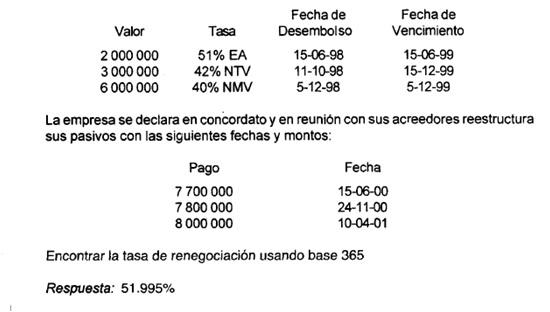 Fecha de Fecha de
Valor Tasa Desembolso Vencimiento
2 000 000 51% EA 15-06-98 15-06-99
3 000 000 42% NTV 11-10-98 15-12-99
6 000 000 40% NMV 5-12-98 5-12-99
La empresa se declara en concordato y en reunión con sus acreedores reestructura
sus pasivos con las siguientes fechas y montos:
Pago Fecha
7 700 000 15-06-00
7 800 000 24-11-00
8 000 000 10-04-01
Encontrar la tasa de renegociación usando base 365
Respuesta: 51.995%